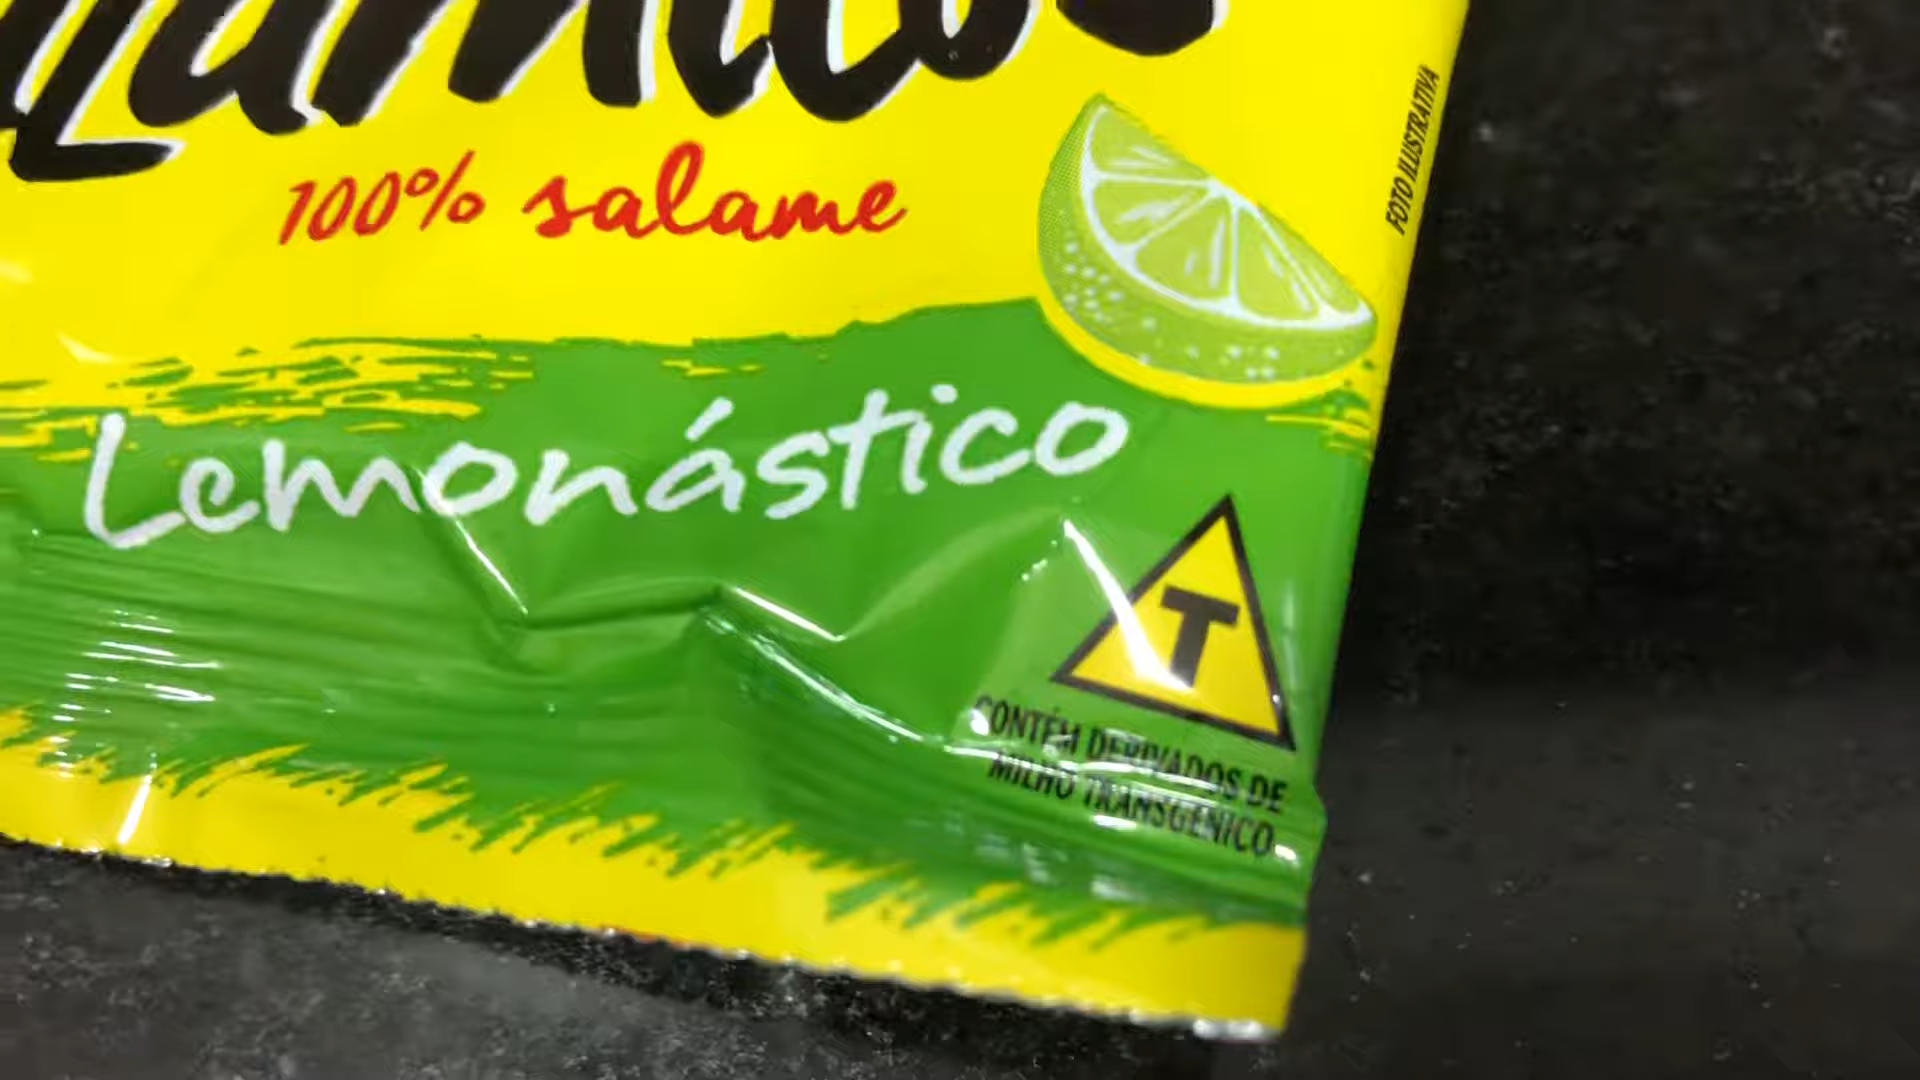 100% salame
FOTO ILUSTRATIVA
Lemonástico
T
CONTÉM DERIVADOS DE
MILHO TRANSGÊNICO